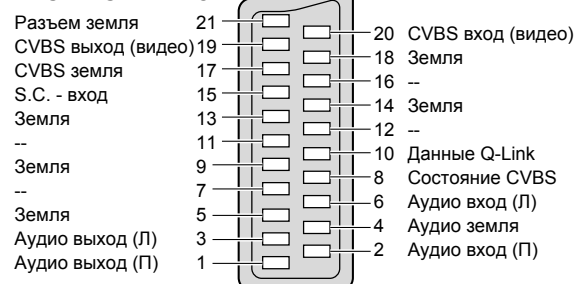 Разъем земля 21
CVBS выход (видео) 19
CVBS земля 17
S.C. - вход 15
Земля 13
-- 11
Земля 9
-- 7
Земля 5
Аудио выход (Л) 3
Аудио выход (П) 1
20 CVBS вход (видео)
18 Земля
16 --
14 Земля
12 --
10 Данные Q-Link
8 Состояние CVBS
6 Аудио вход (Л)
4 Аудио земля
2 Аудио вход (П)